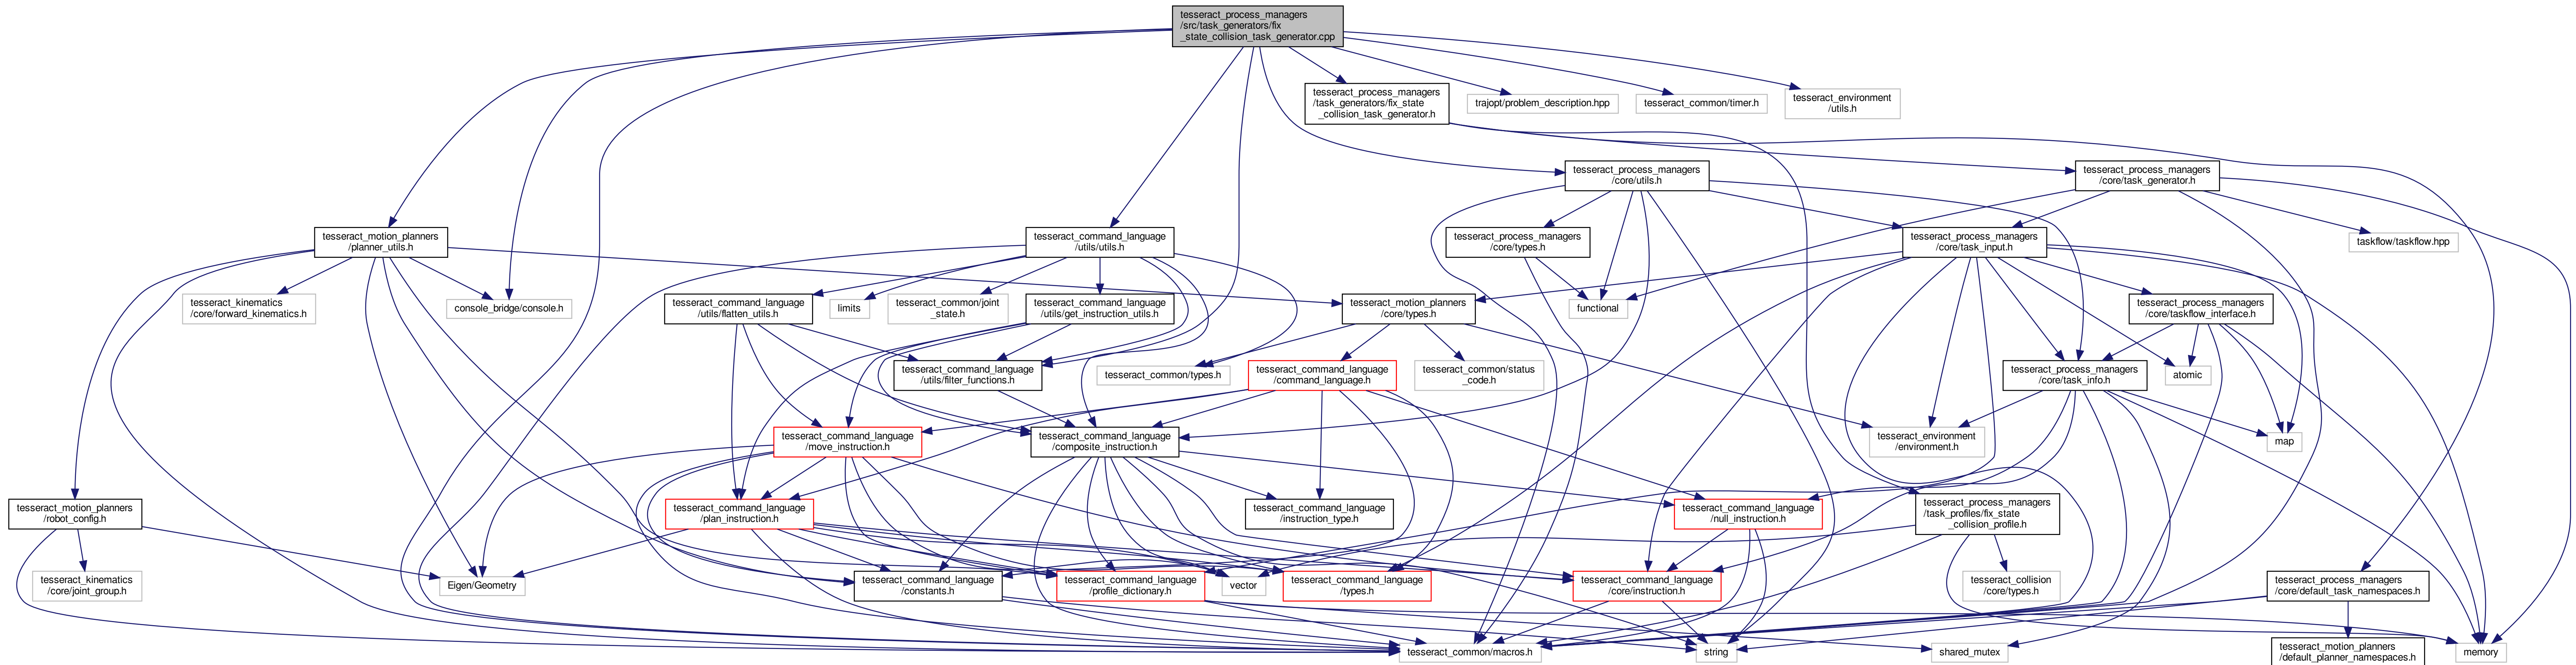 tesseract_process_managers
/src/task_generators/fix
_state_collision_task_generator.cpp
tesseract_process_managers
/task_generators/fix_state
_collision_task_generator.h
trajopt/problem_description.hpp
tesseract_common/timer.h
tesseract_environment
/utils.h
tesseract_process_managers
/core/utils.h
tesseract_process_managers
/core/task_generator.h
tesseract_motion_planners
/planner_utils.h
tesseract_command_language
/utils/utils.h
tesseract_process_managers
/core/types.h
tesseract_process_managers
/core/task_input.h
taskflow/taskflow.hpp
tesseract_kinematics
/core/forward_kinematics.h
console_bridge/console.h
tesseract_command_language
/utils/flatten_utils.h
limits
tesseract_common/joint
_state.h
tesseract_command_language
/utils/get_instruction_utils.h
tesseract_motion_planners
/core/types.h
functional
tesseract_process_managers
/core/taskflow_interface.h
tesseract_command_language
/utils/filter_functions.h
tesseract_common/types.h
tesseract_command_language
/command_language.h
tesseract_common/status
_code.h
tesseract_process_managers
/core/task_info.h
atomic
tesseract_command_language
/move_instruction.h
tesseract_command_language
/composite_instruction.h
tesseract_environment
/environment.h
map
tesseract_motion_planners
/robot_config.h
tesseract_command_language
/plan_instruction.h
tesseract_command_language
/instruction_type.h
tesseract_command_language
/null_instruction.h
tesseract_process_managers
/task_profiles/fix_state
_collision_profile.h
tesseract_kinematics
/core/joint_group.h
Eigen/Geometry
tesseract_command_language
/constants.h
tesseract_command_language
/profile_dictionary.h
vector
tesseract_command_language
/types.h
tesseract_command_language
/core/instruction.h
tesseract_collision
/core/types.h
tesseract_process_managers
/core/default_task_namespaces.h
tesseract_common/macros.h
string
shared_mutex
tesseract_motion_planners
/default_planner_namespaces.h
memory